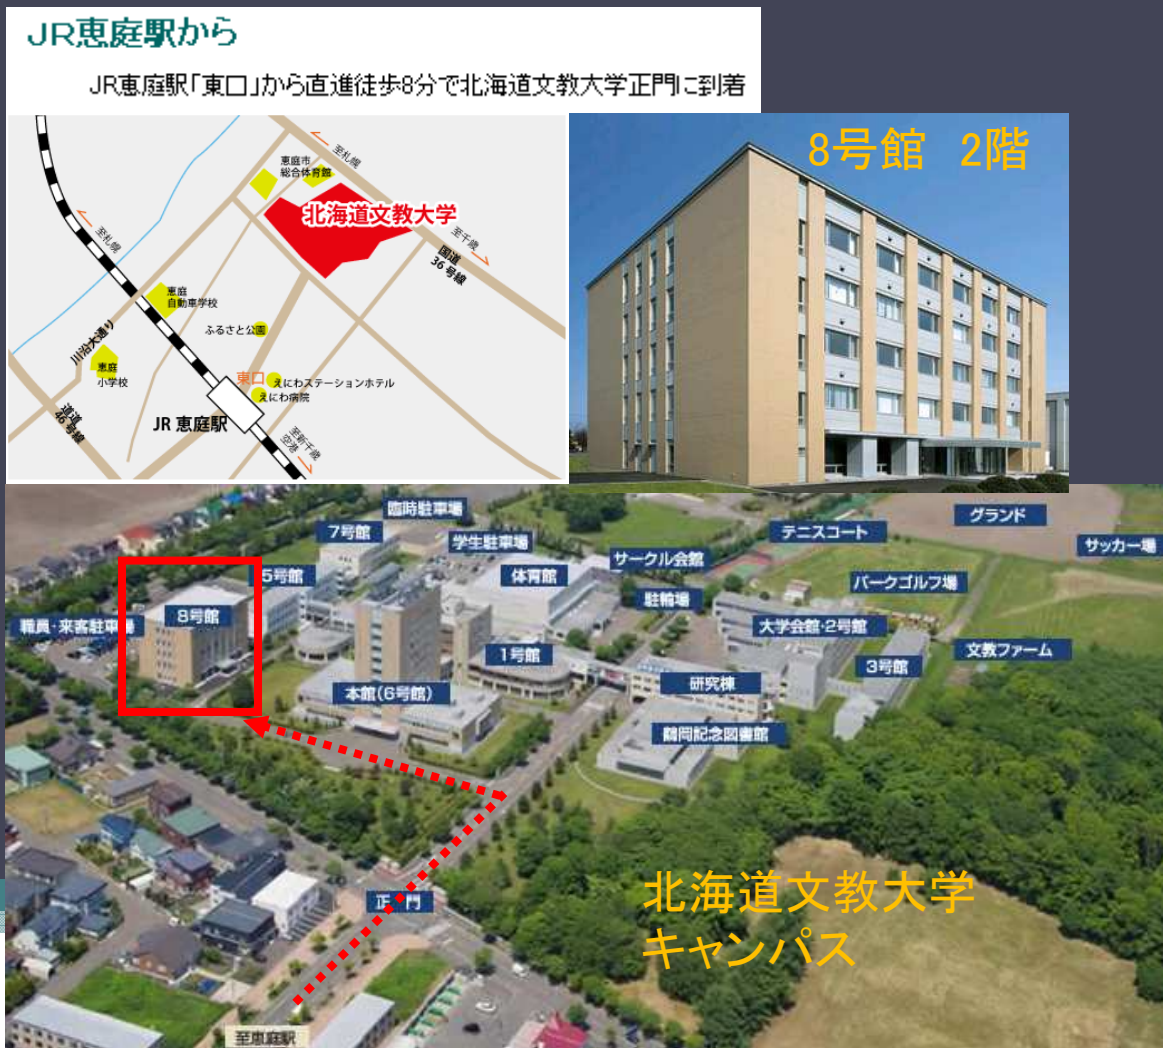 JR恵庭駅から
JR恵庭駅「東口」から直進徒歩8分で北海道文教大学正門に到着
至札幌
恵庭市
総合体育館
北海道文教大学
至千歳
国道
36号線
至札幌
恵庭
自動車学校
ふるさと公園
川沿大通り
恵庭
小学校
東口
えにわステーションホテル
えにわ病院
道道
46号線
JR 恵庭駅
至新千歳
空港
8号館 2階
臨時駐車場
グランド
7号館
テニスコート
学生駐車場
サッカー場
サークル会館
5号館
体育館
パークゴルフ場
駐輪場
8号館
職員・来客駐車場
大学会館・2号館
1号館
文教ファーム
3号館
本館(6号館)
研究棟
鶴岡記念図書館
正門
北海道文教大学
キャンパス
至恵庭駅